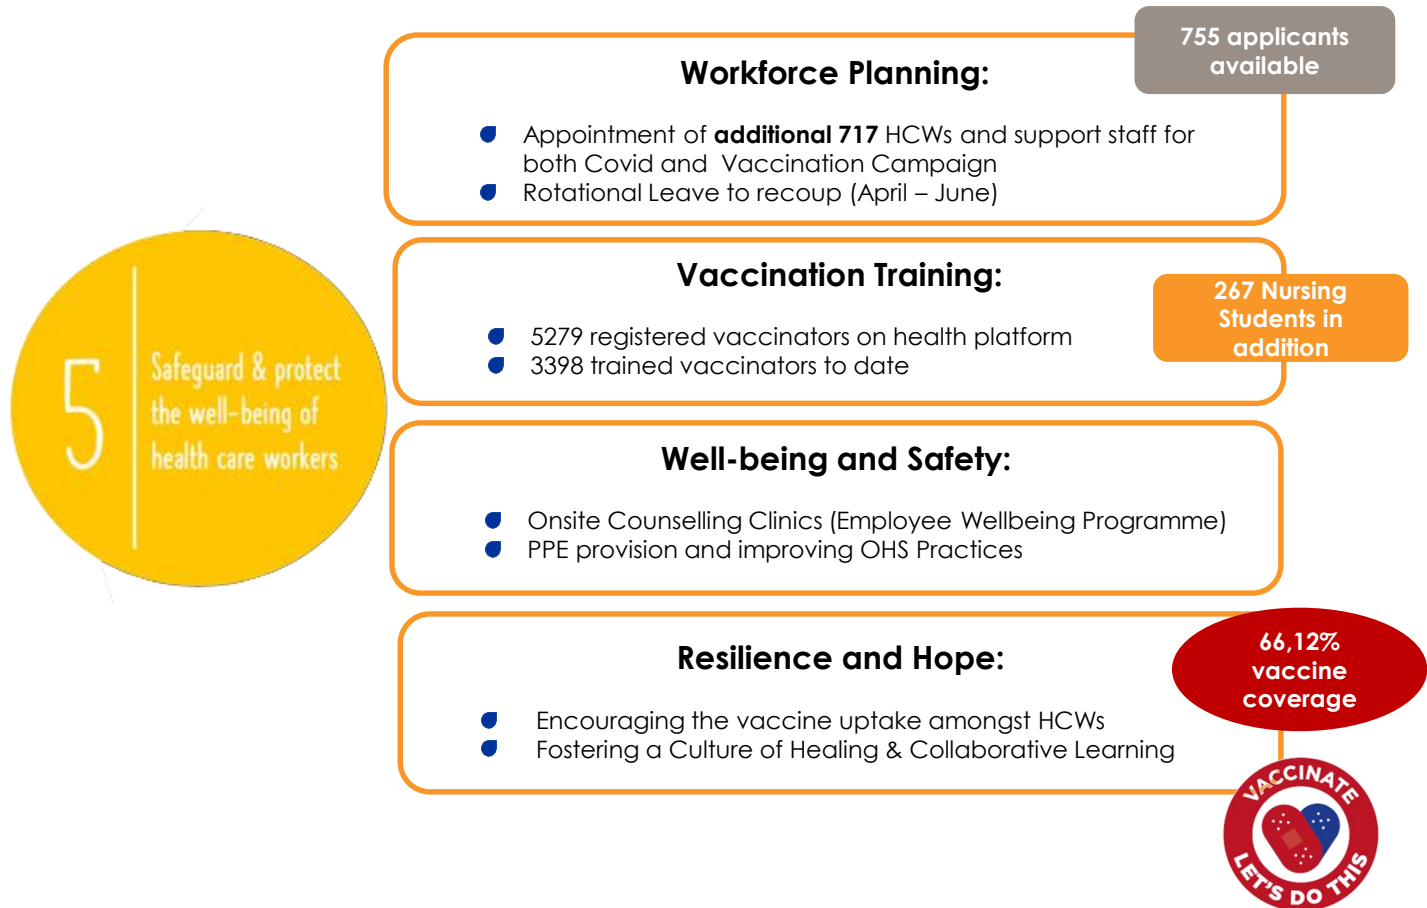 755 applicants
available
Workforce Planning:
Appointment of additional 717 HCWs and support staff for
both Covid and Vaccination Campaign
Rotational Leave to recoup (April – June)
5
Safeguard & protect
the well-being of
health care workers
Vaccination Training:
267 Nursing
Students in
addition
5279 registered vaccinators on health platform
3398 trained vaccinators to date
Well-being and Safety:
Onsite Counselling Clinics (Employee Wellbeing Programme)
PPE provision and improving OHS Practices
Resilience and Hope:
66,12%
vaccine
coverage
Encouraging the vaccine uptake amongst HCWs
Fostering a Culture of Healing & Collaborative Learning
VACCINATE
LET'S DO THIS